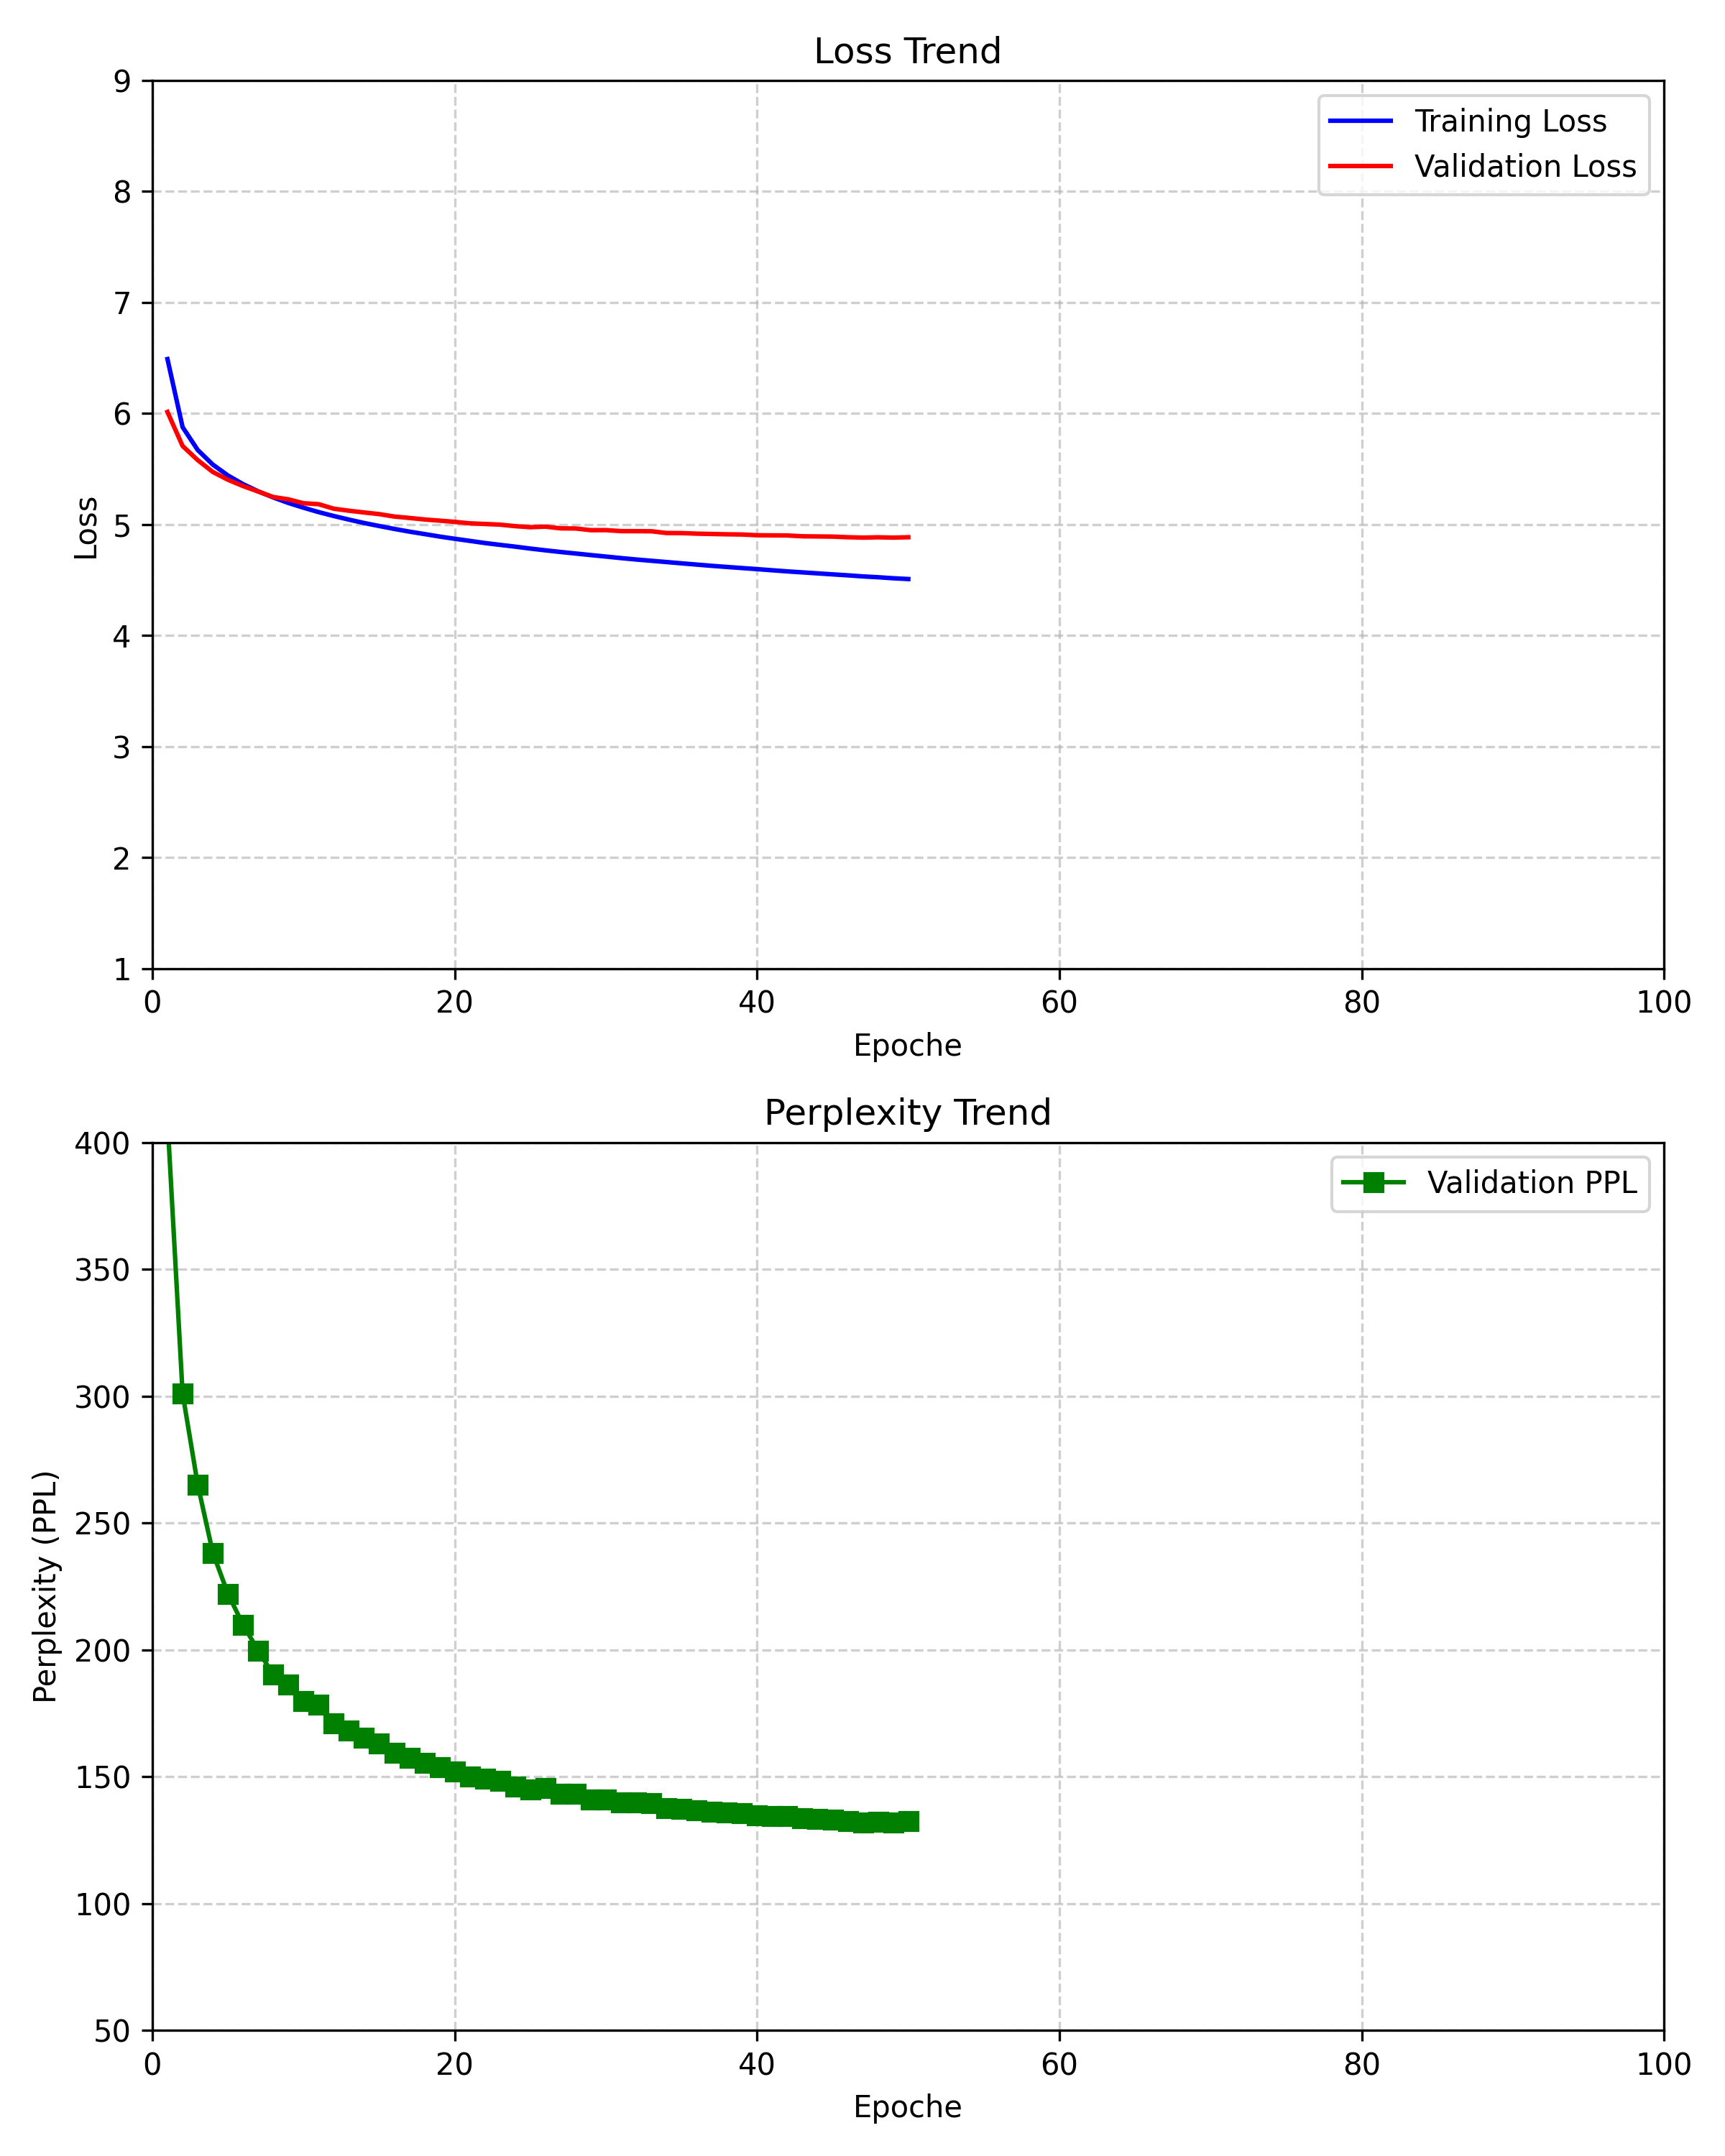 Loss Trend
9
8
7
6
5
4
3
2
1
Loss
Training Loss
Validation Loss
0 20 40 60 80 100
Epoche
Perplexity Trend
400
350
300
250
200
150
100
50
Perplexity (PPL)
Validation PPL
0 20 40 60 80 100
Epoche